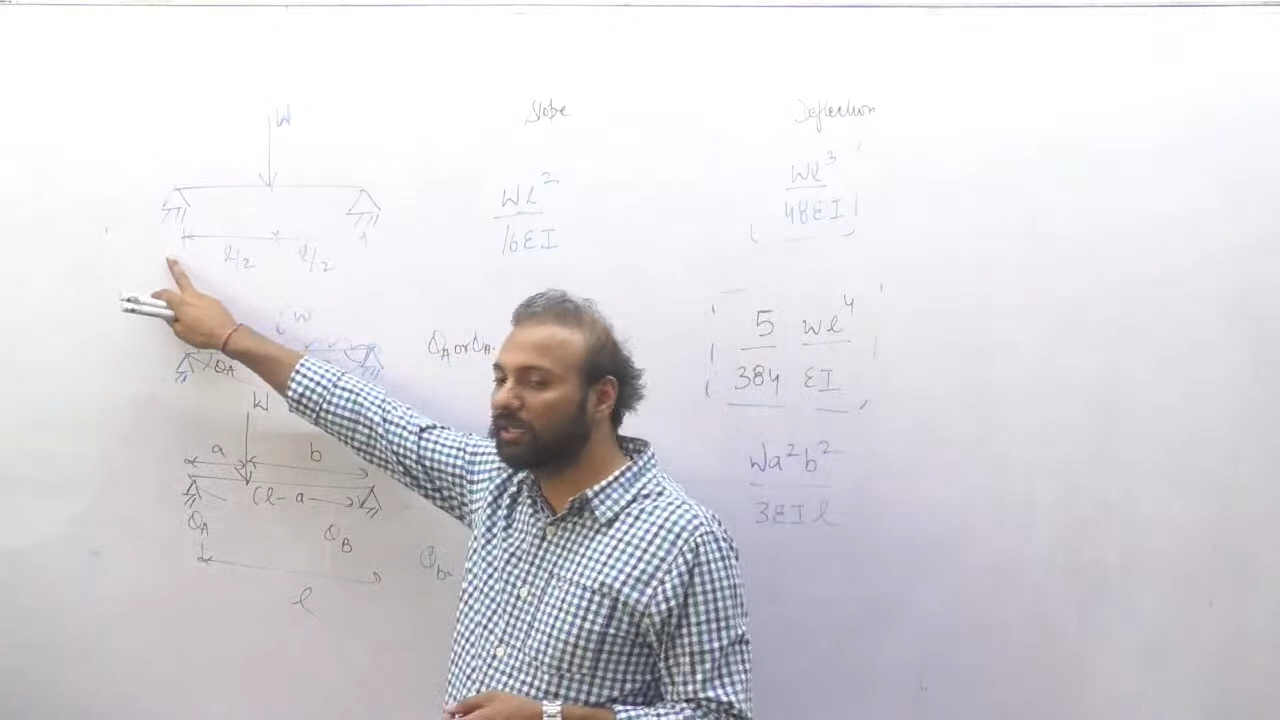 Slope
Deflection
W
Wl²
16EI
Wl³
48EI
l/2
l/2
w
θA
θA or θB
5
384
wl⁴
EI
W
a
b
(l-a
θA
θB
θb=
l
Wa²b²
3EIl